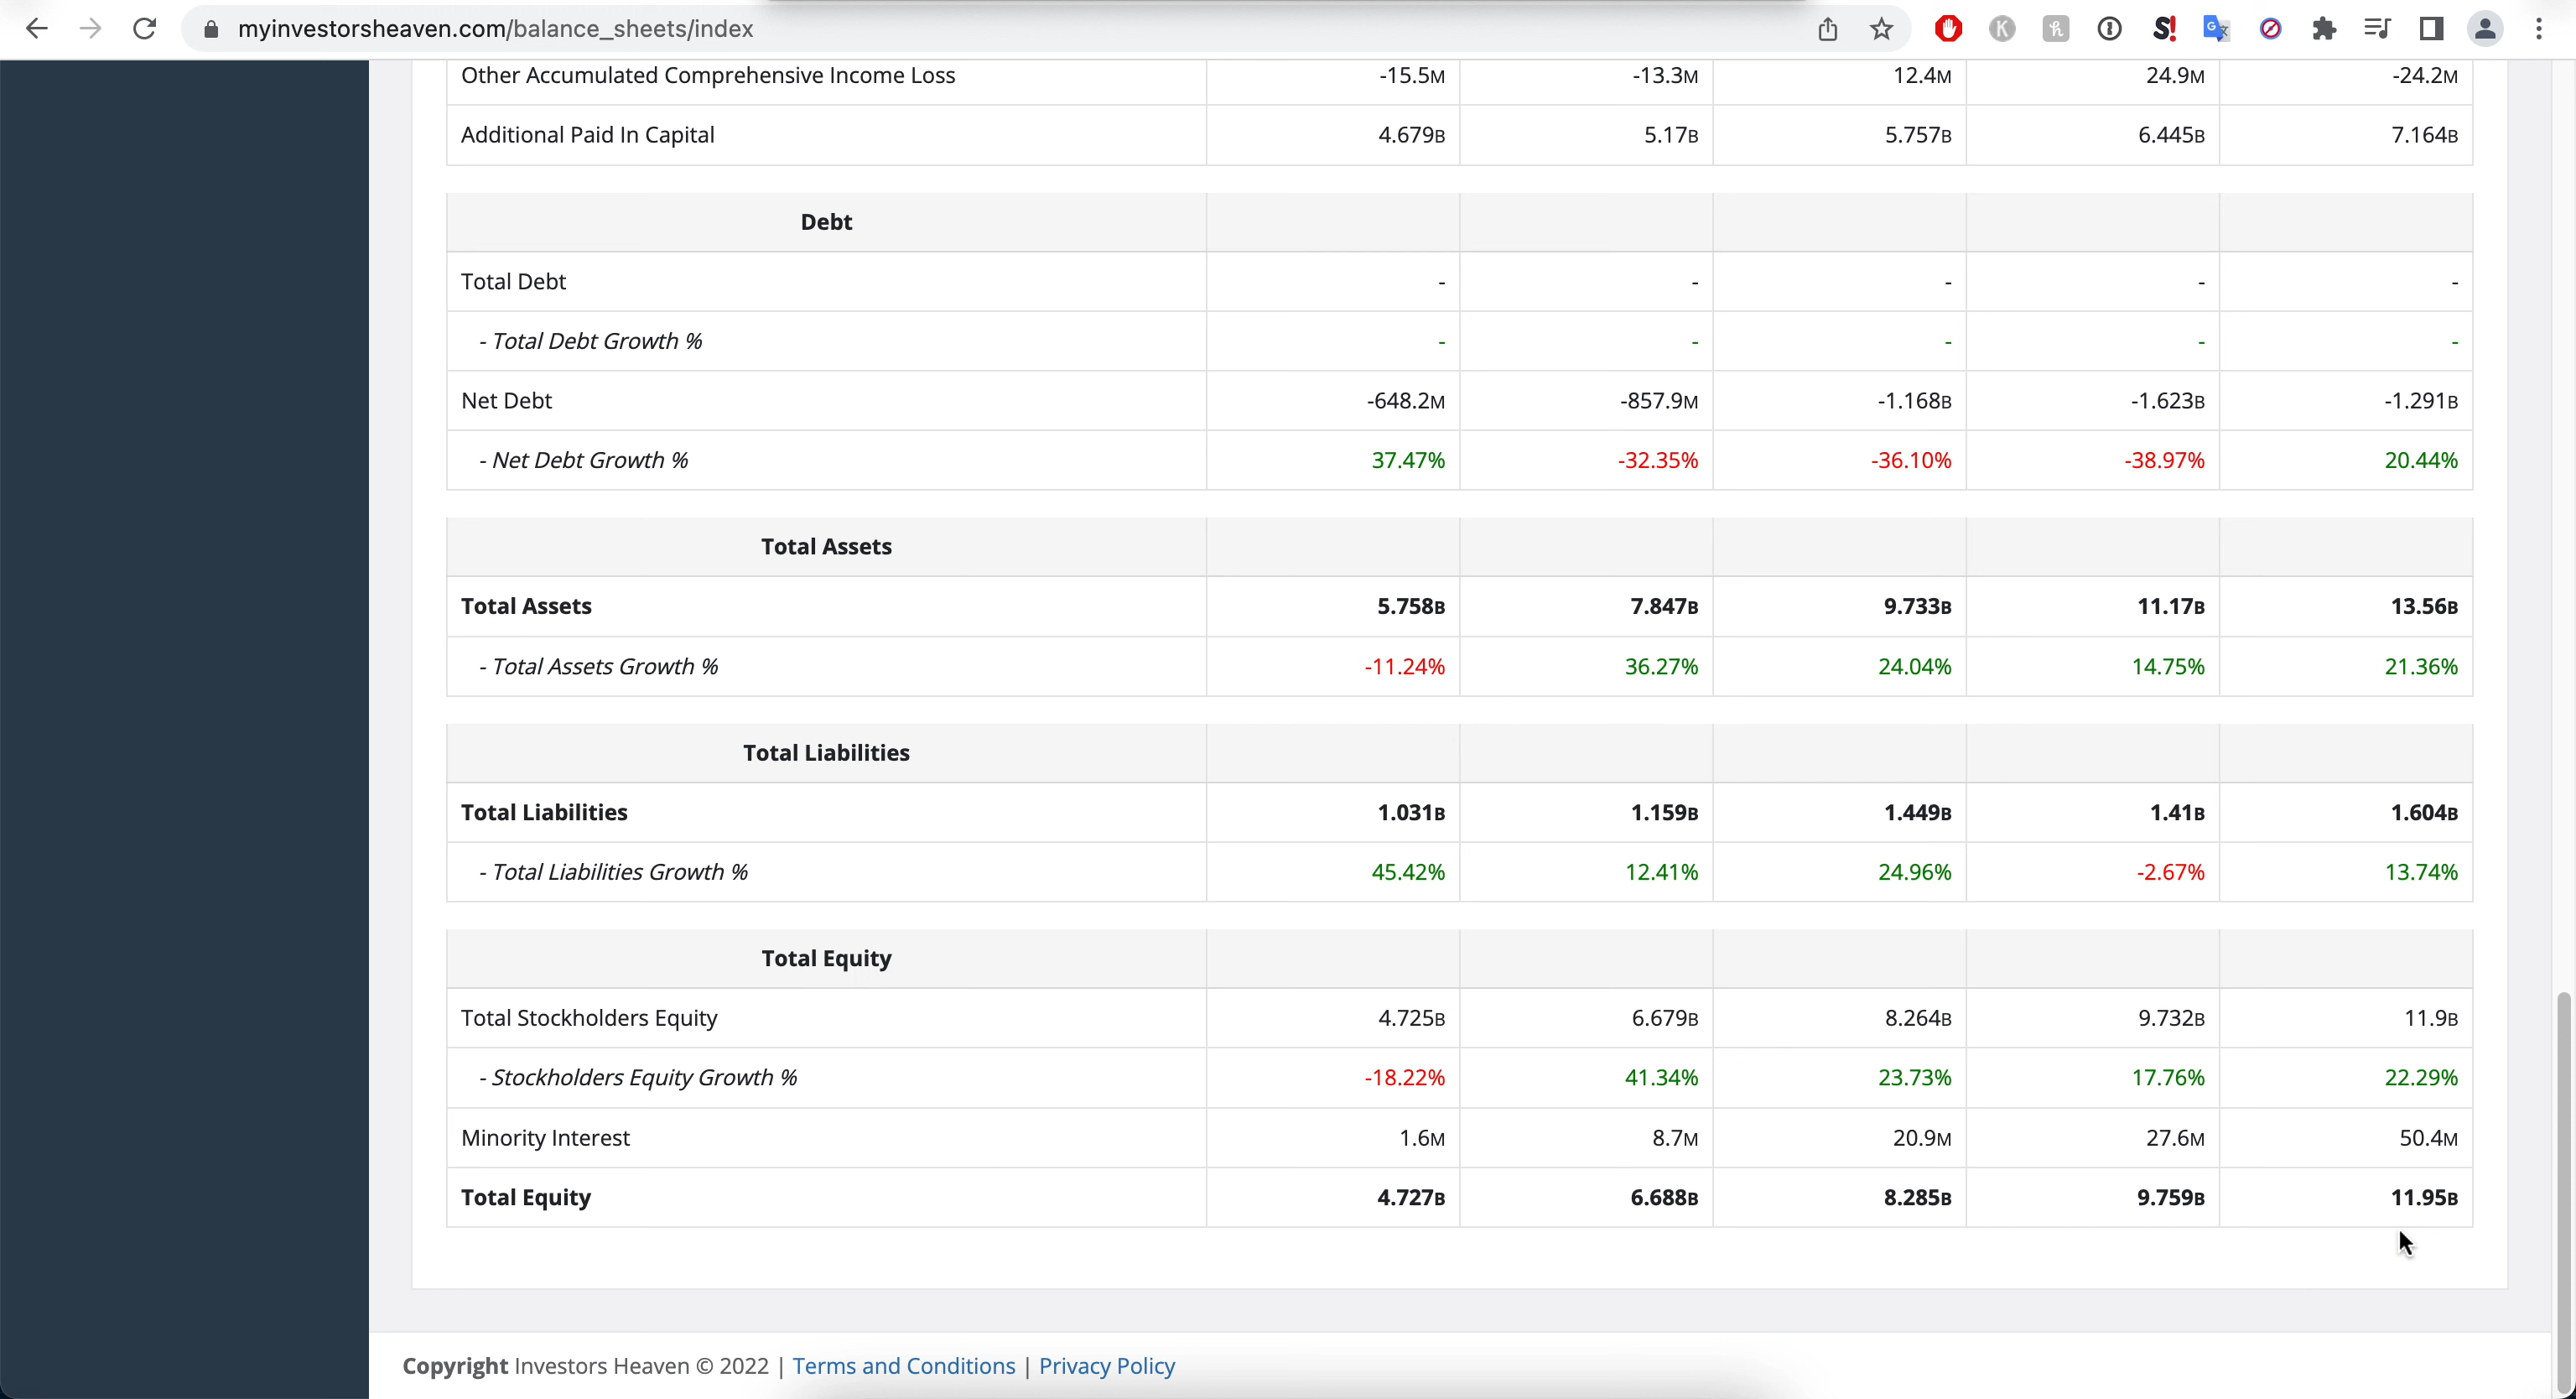 myinvestorsheaven.com/balance_sheets/index
Other Accumulated Comprehensive Income Loss -15.5M -13.3M 12.4M 24.9M -24.2M
Additional Paid In Capital 4.679B 5.17B 5.757B 6.445B 7.164B
Debt
Total Debt - - - - -
- Total Debt Growth % - - - - -
Net Debt -648.2M -857.9M -1.168B -1.623B -1.291B
- Net Debt Growth % 37.47% -32.35% -36.10% -38.97% 20.44%
Total Assets
Total Assets 5.758B 7.847B 9.733B 11.17B 13.56B
- Total Assets Growth % -11.24% 36.27% 24.04% 14.75% 21.36%
Total Liabilities
Total Liabilities 1.031B 1.159B 1.449B 1.41B 1.604B
- Total Liabilities Growth % 45.42% 12.41% 24.96% -2.67% 13.74%
Total Equity
Total Stockholders Equity 4.725B 6.679B 8.264B 9.732B 11.9B
- Stockholders Equity Growth % -18.22% 41.34% 23.73% 17.76% 22.29%
Minority Interest 1.6M 8.7M 20.9M 27.6M 50.4M
Total Equity 4.727B 6.688B 8.285B 9.759B 11.95B
Copyright Investors Heaven © 2022 | Terms and Conditions | Privacy Policy